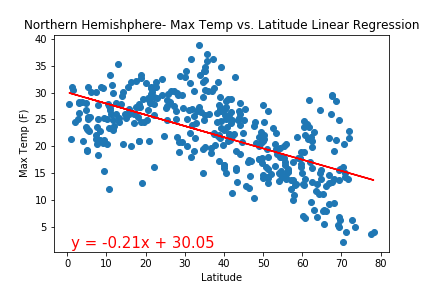 Northern Hemishphere- Max Temp vs. Latitude Linear Regression
Max Temp (F)
40
35
30
25
20
15
10
5
y = -0.21x + 30.05
0 10 20 30 40 50 60 70 80
Latitude